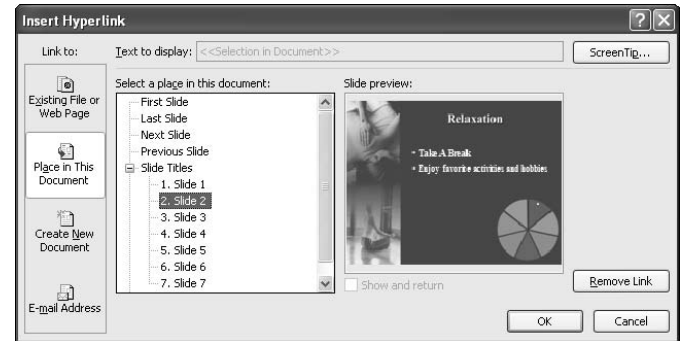 Insert Hyperlink
Link to:
Text to display: <<Selection in Document>>
ScreenTip...
Existing File or
Web Page
Place in This
Document
Create New
Document
E-mail Address
Select a place in this document:
First Slide
Last Slide
Next Slide
Previous Slide
Slide Titles
1. Slide 1
2. Slide 2
3. Slide 3
4. Slide 4
5. Slide 5
6. Slide 6
7. Slide 7
Slide preview:
Relaxation
• Take A Break
• Enjoy favorite activities and hobbies
Show and return
Remove Link
OK
Cancel